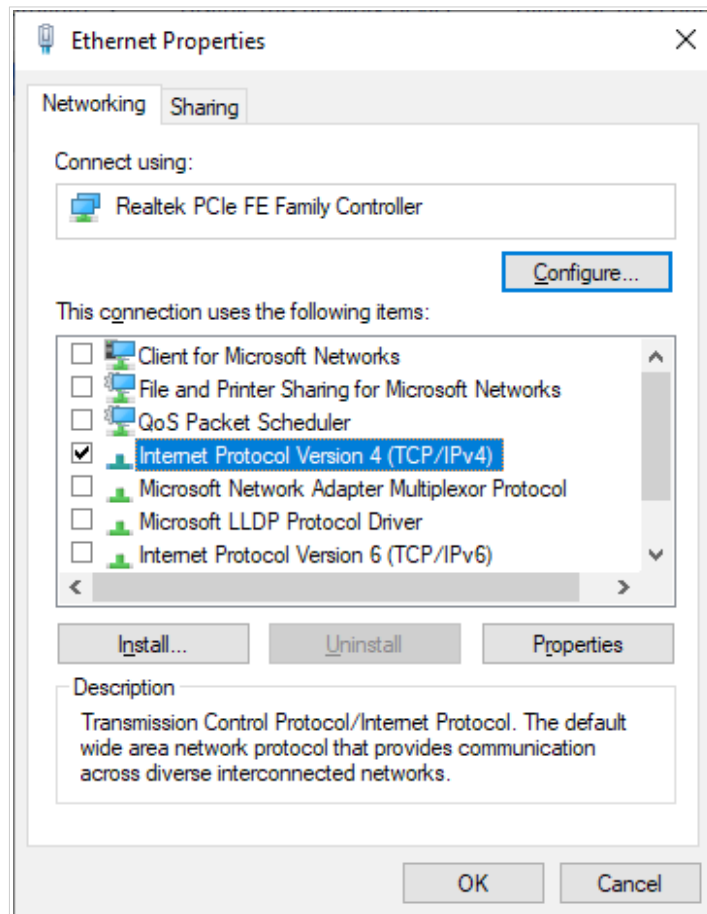 Ethernet Properties
Networking
Sharing
Connect using:
Realtek PCIe FE Family Controller
Configure...
This connection uses the following items:
Client for Microsoft Networks
File and Printer Sharing for Microsoft Networks
QoS Packet Scheduler
Internet Protocol Version 4 (TCP/IPv4)
Microsoft Network Adapter Multiplexor Protocol
Microsoft LLDP Protocol Driver
Internet Protocol Version 6 (TCP/IPv6)
Install...
Uninstall
Properties
Description
Transmission Control Protocol/Internet Protocol. The default
wide area network protocol that provides communication
across diverse interconnected networks.
OK
Cancel